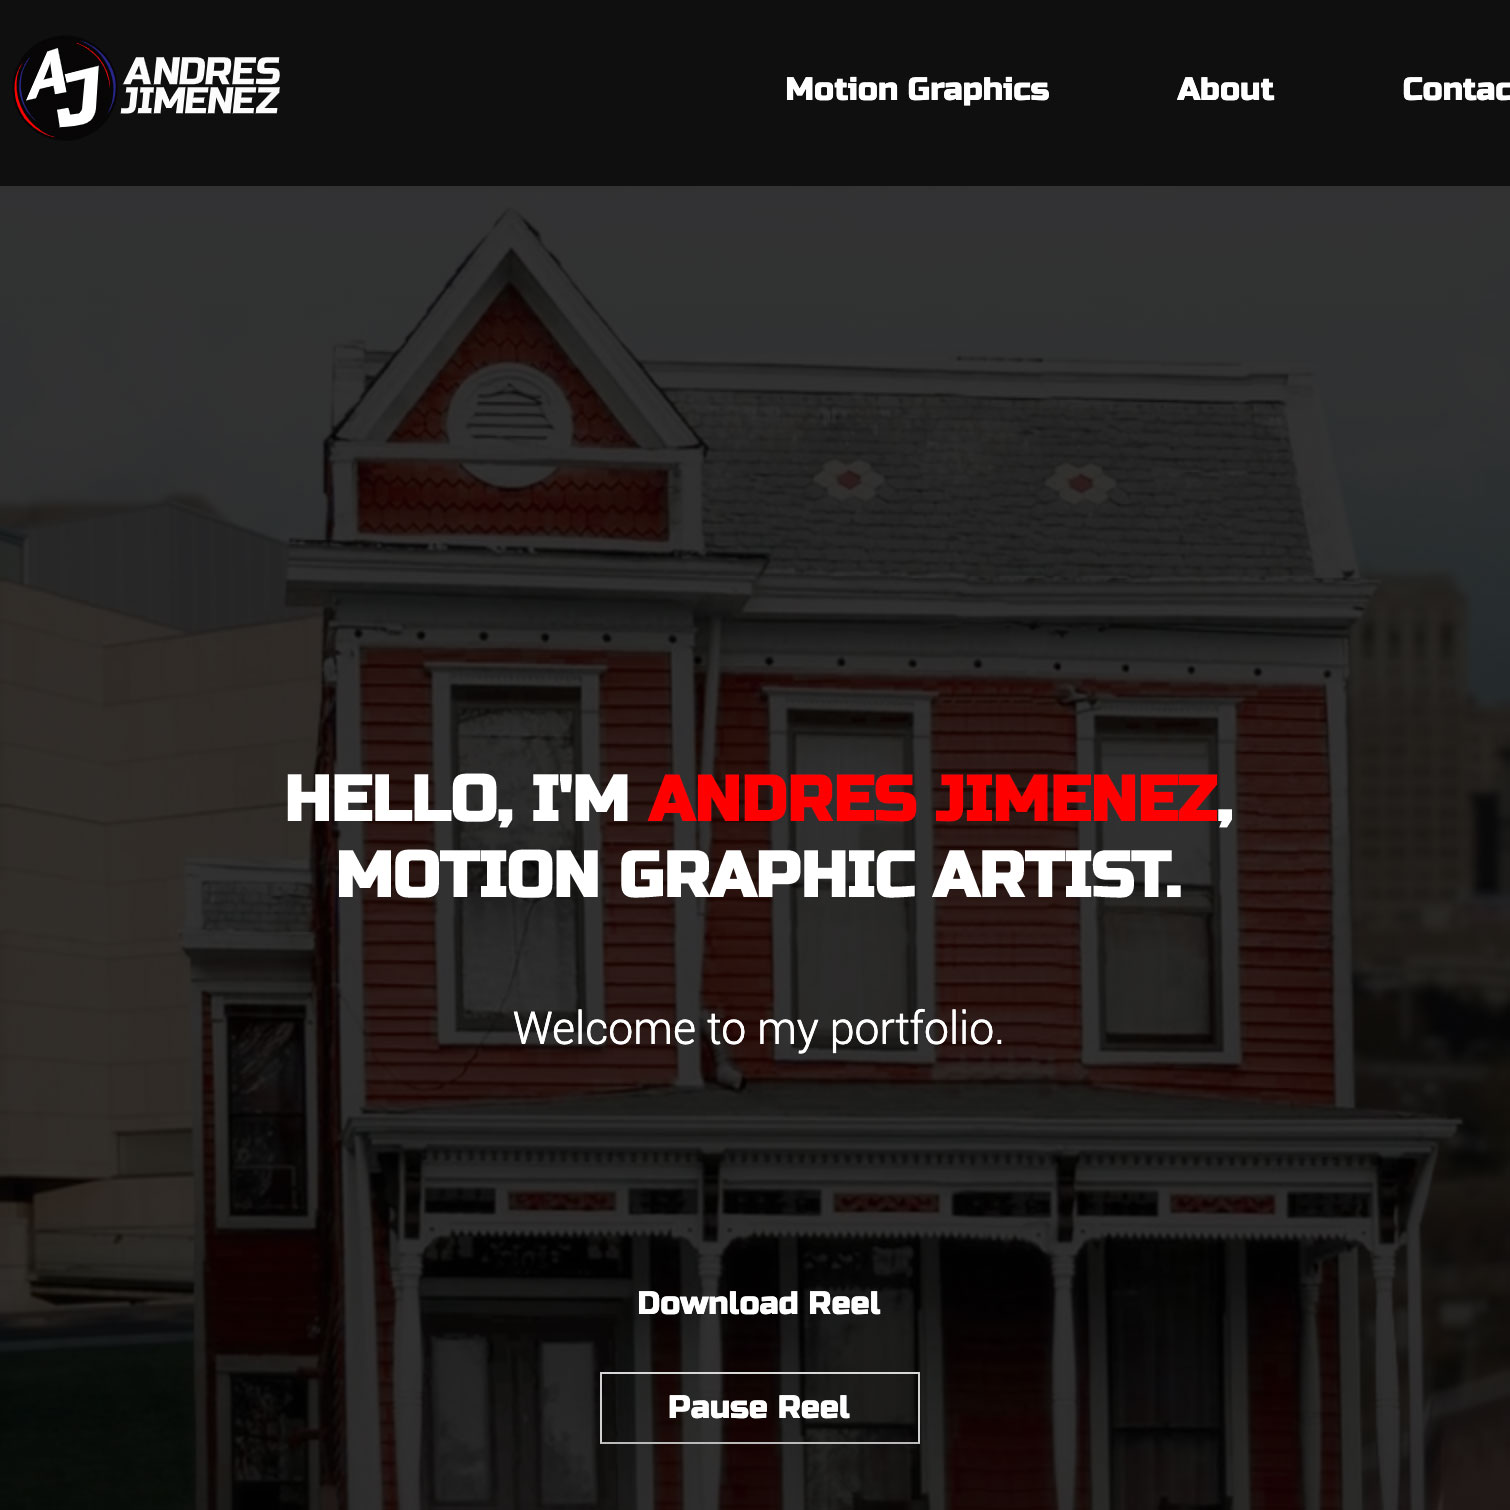 AJ ANDRES
JIMENEZ
Motion Graphics About Contac
HELLO, I'M ANDRES JIMENEZ,
MOTION GRAPHIC ARTIST.
Welcome to my portfolio.
Download Reel
Pause Reel